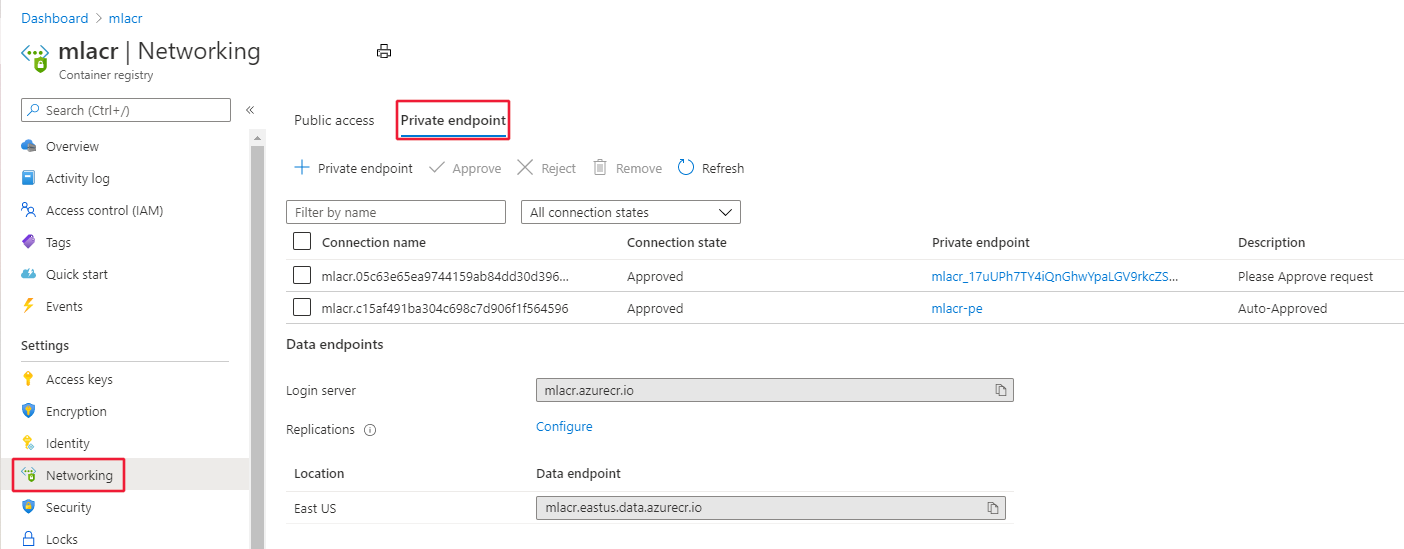 Dashboard > mlacr
mlacr | Networking
Container registry
Search (Ctrl+/)
«
Overview
Activity log
Access control (IAM)
Tags
Quick start
Events
Settings
Access keys
Encryption
Identity
Networking
Security
Locks
Public access Private endpoint
+ Private endpoint Approve Reject Remove Refresh
Filter by name All connection states
Connection name Connection state Private endpoint Description
mlacr.05c63e65ea9744159ab84dd30d396... Approved mlacr_17uUPh7TY4iQnGhwYpaLGV9rkcZS... Please Approve request
mlacr.c15af491ba304c698c7d906f1f564596 Approved mlacr-pe Auto-Approved
Data endpoints
Login server mlacr.azurecr.io
Replications Configure
Location Data endpoint
East US mlacr.eastus.data.azurecr.io